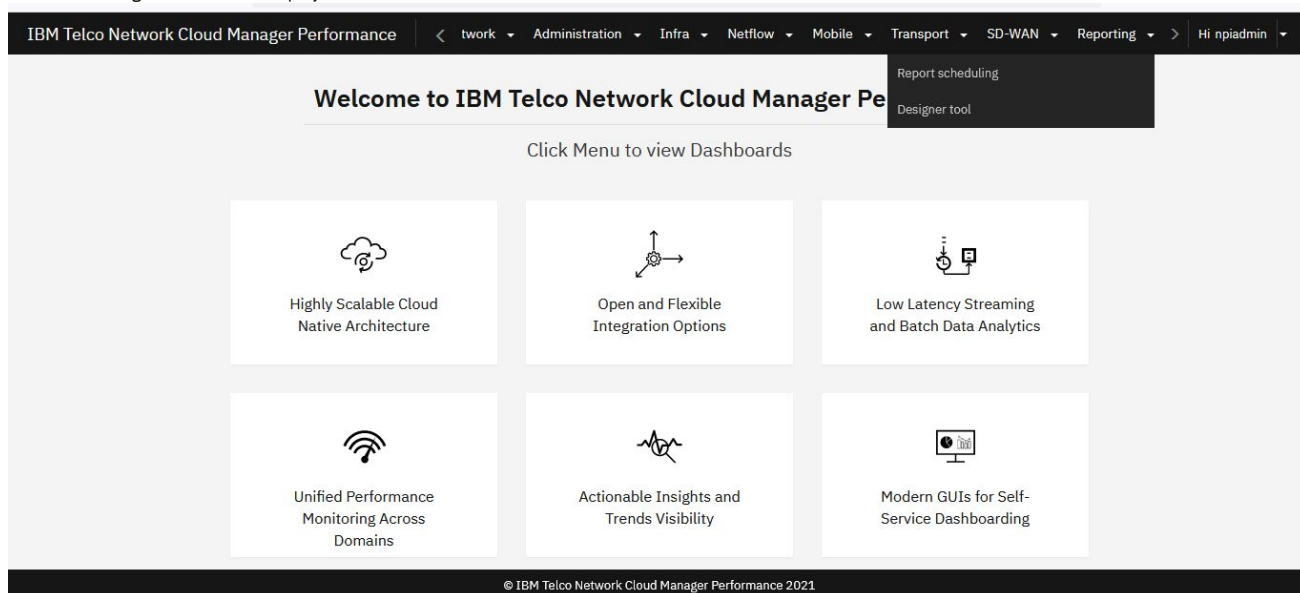 IBM Telco Network Cloud Manager Performance
twork Administration Infra Netflow Mobile Transport SD-WAN Reporting Hi npiadmin
Report scheduling
Designer tool
Welcome to IBM Telco Network Cloud Manager Pe
Click Menu to view Dashboards
Highly Scalable Cloud
Native Architecture
Open and Flexible
Integration Options
Low Latency Streaming
and Batch Data Analytics
Unified Performance
Monitoring Across
Domains
Actionable Insights and
Trends Visibility
Modern GUIs for Self-
Service Dashboarding
© IBM Telco Network Cloud Manager Performance 2021